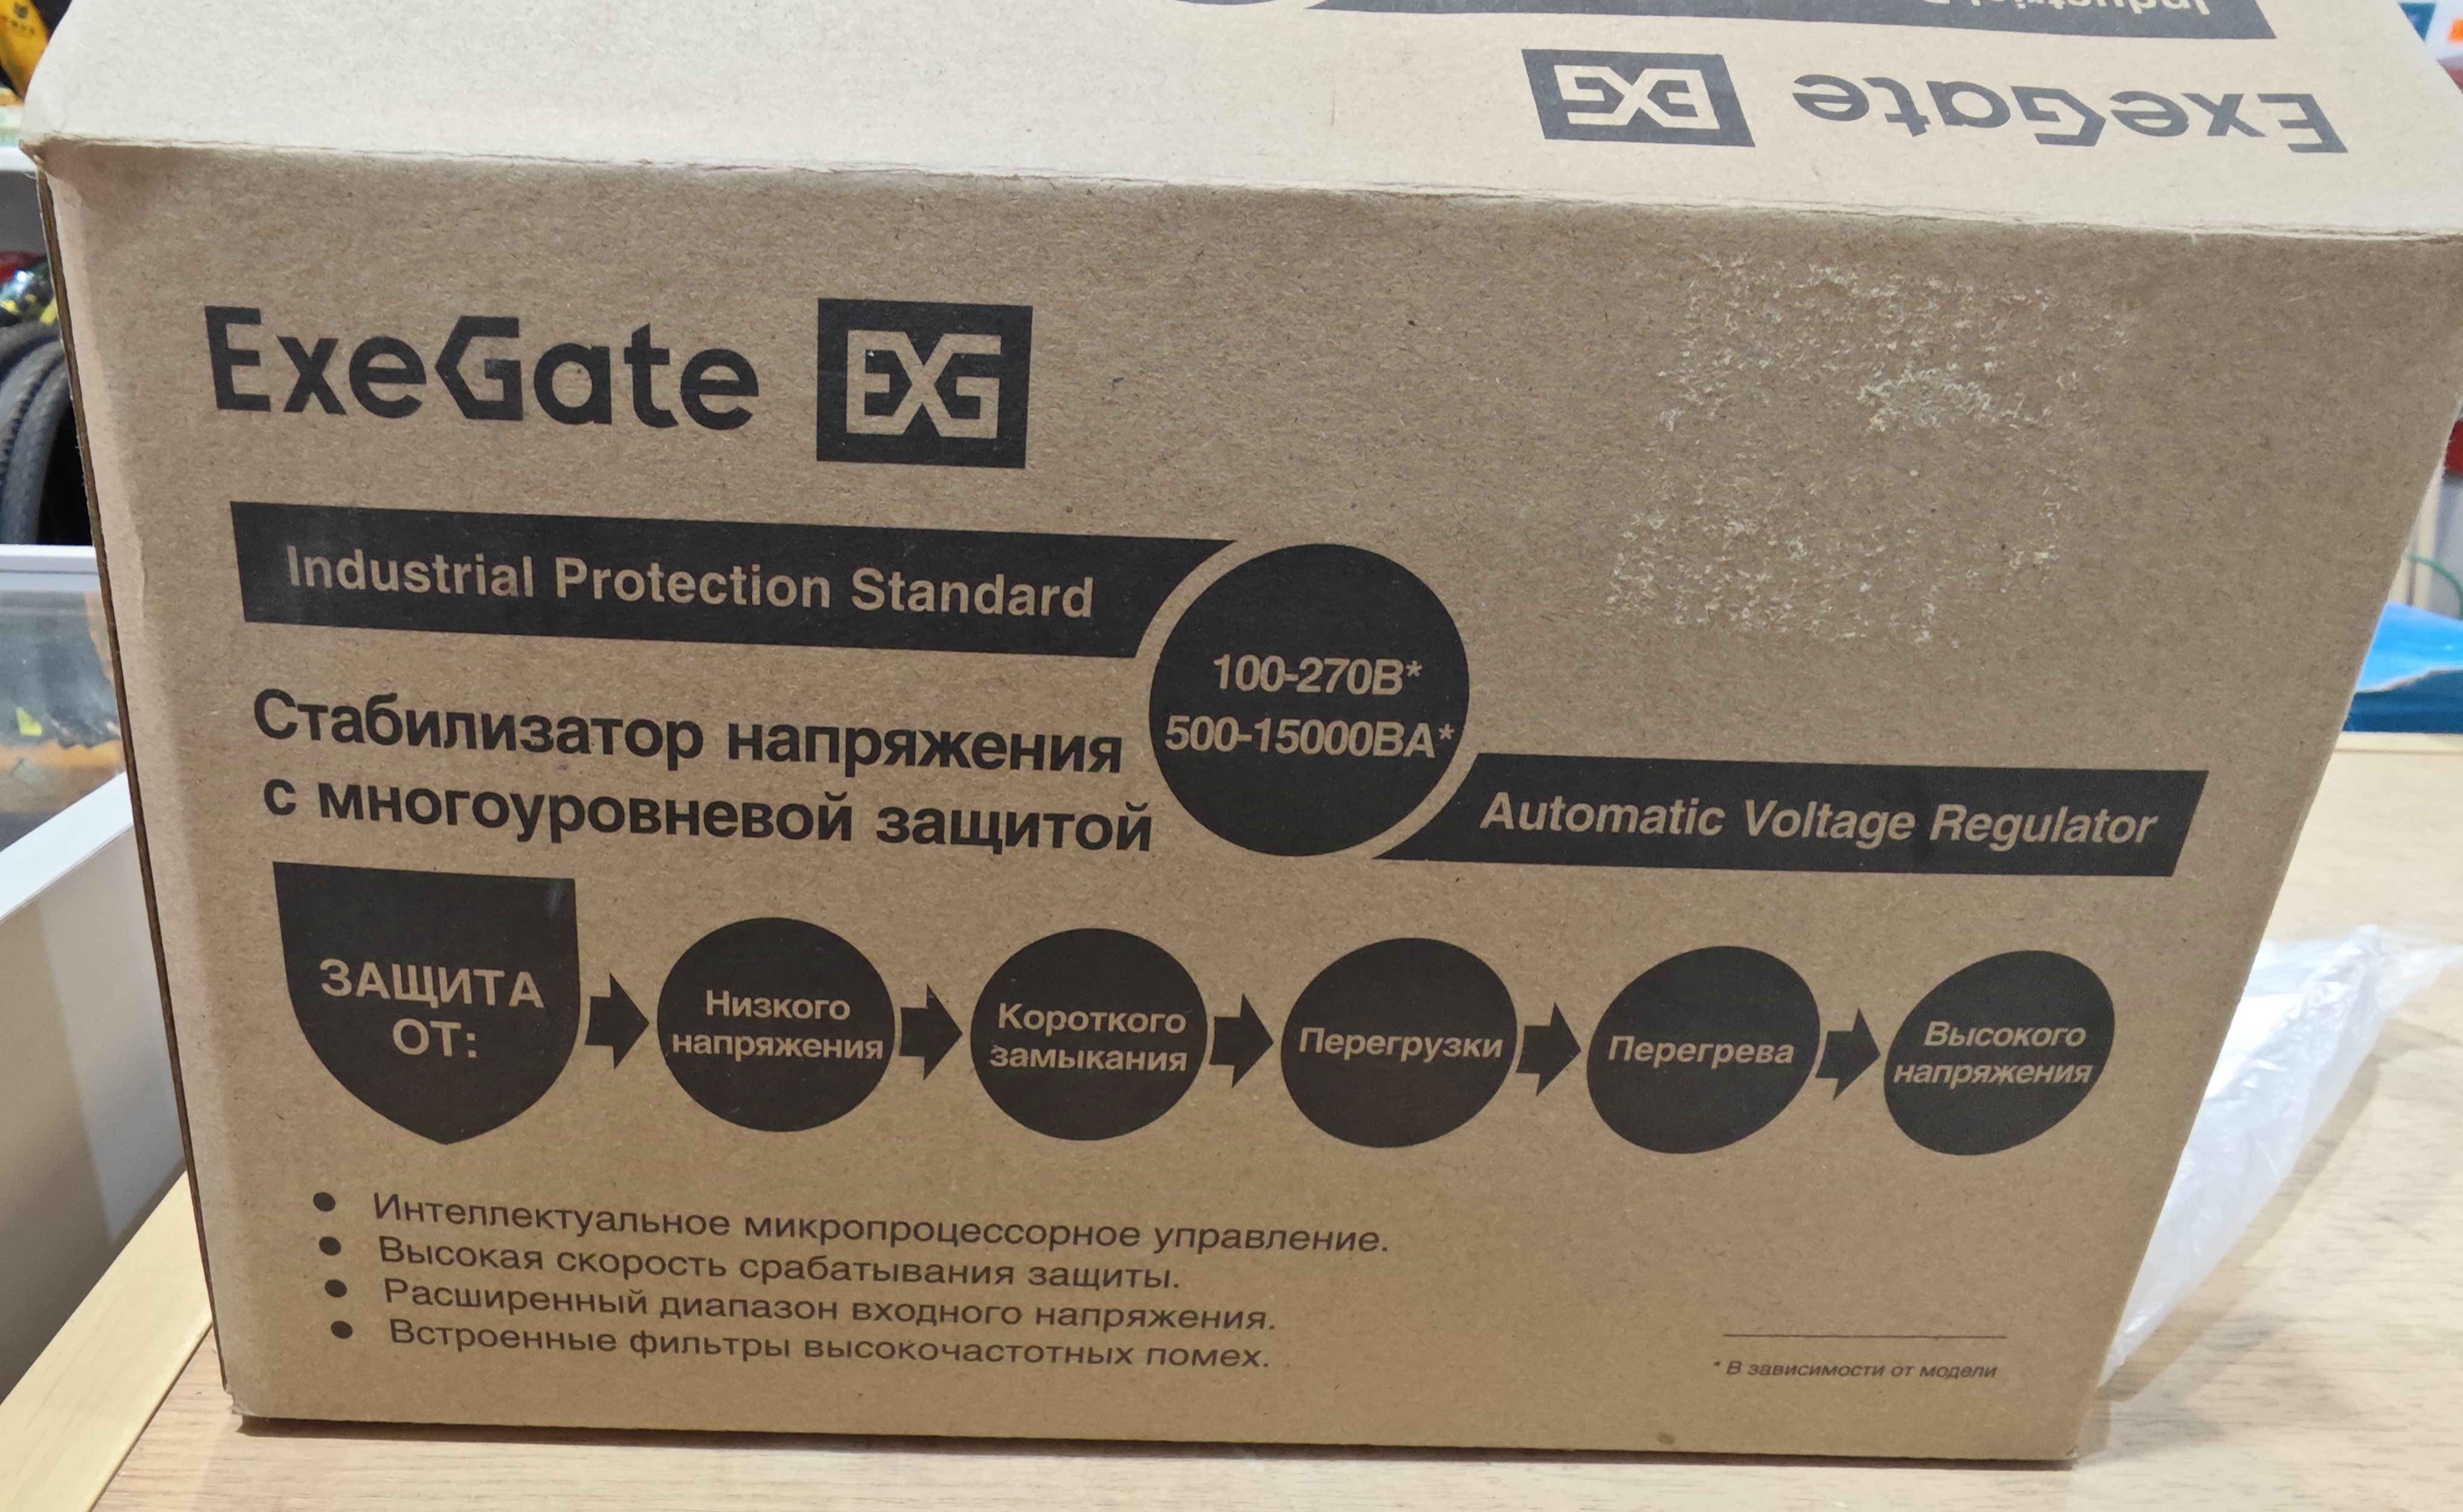 Industrial
ExeGate EXG
ExeGate EXG
Industrial Protection Standard
100-270В*
500-15000ВА*
Стабилизатор напряжения
с многоуровневой защитой
Automatic Voltage Regulator
ЗАЩИТА
ОТ:
Низкого
напряжения
Короткого
замыкания
Перегрузки
Перегрева
Высокого
напряжения
• Интеллектуальное микропроцессорное управление.
• Высокая скорость срабатывания защиты.
• Расширенный диапазон входного напряжения.
• Встроенные фильтры высокочастотных помех.
* В зависимости от модели